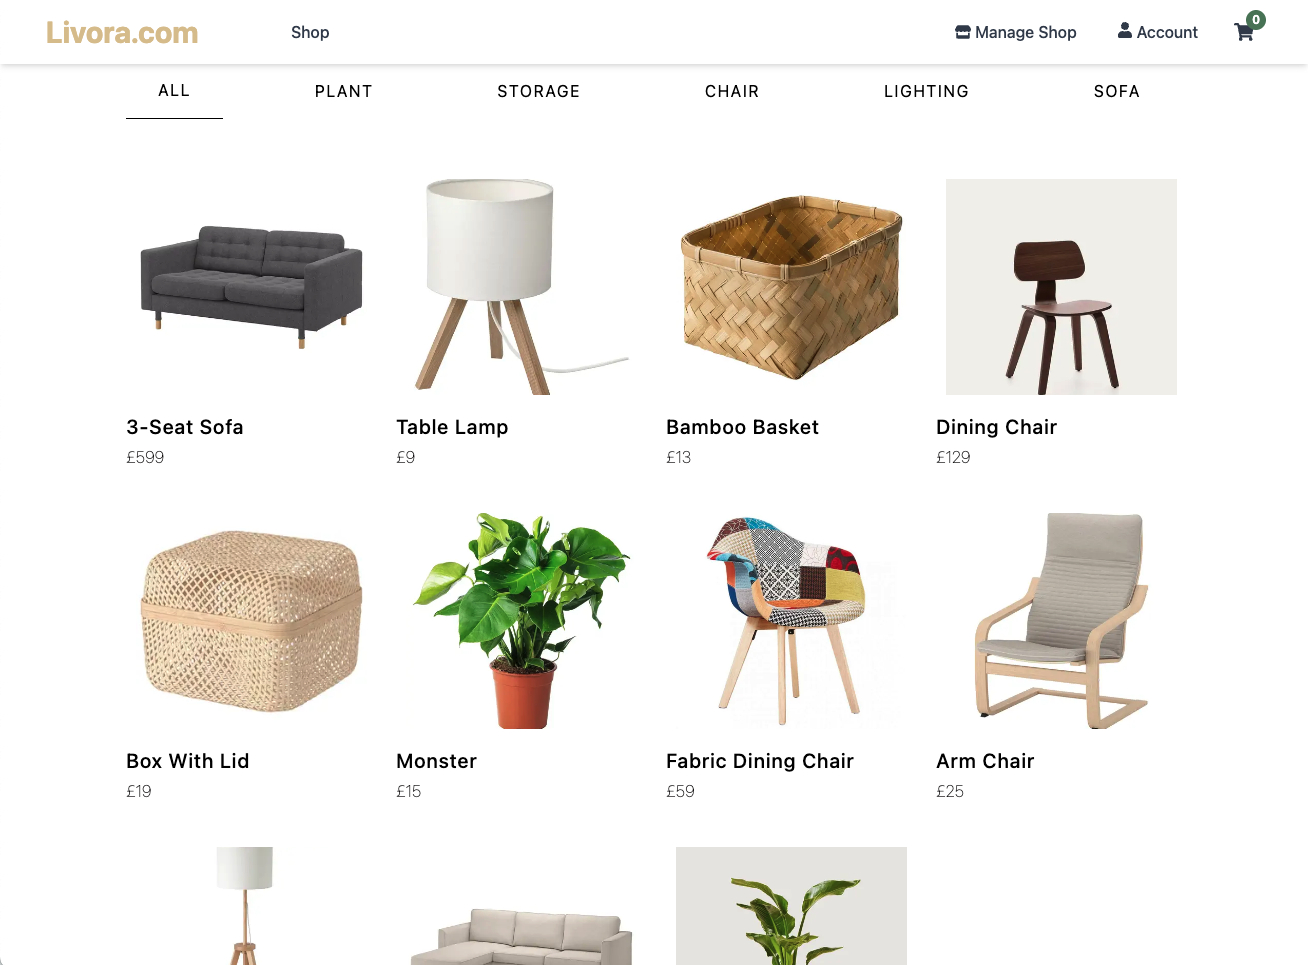 Livora.com
Shop
Manage Shop
Account
0
ALL
PLANT
STORAGE
CHAIR
LIGHTING
SOFA
3-Seat Sofa
£599
Table Lamp
£9
Bamboo Basket
£13
Dining Chair
£129
Box With Lid
£19
Monster
£15
Fabric Dining Chair
£59
Arm Chair
£25